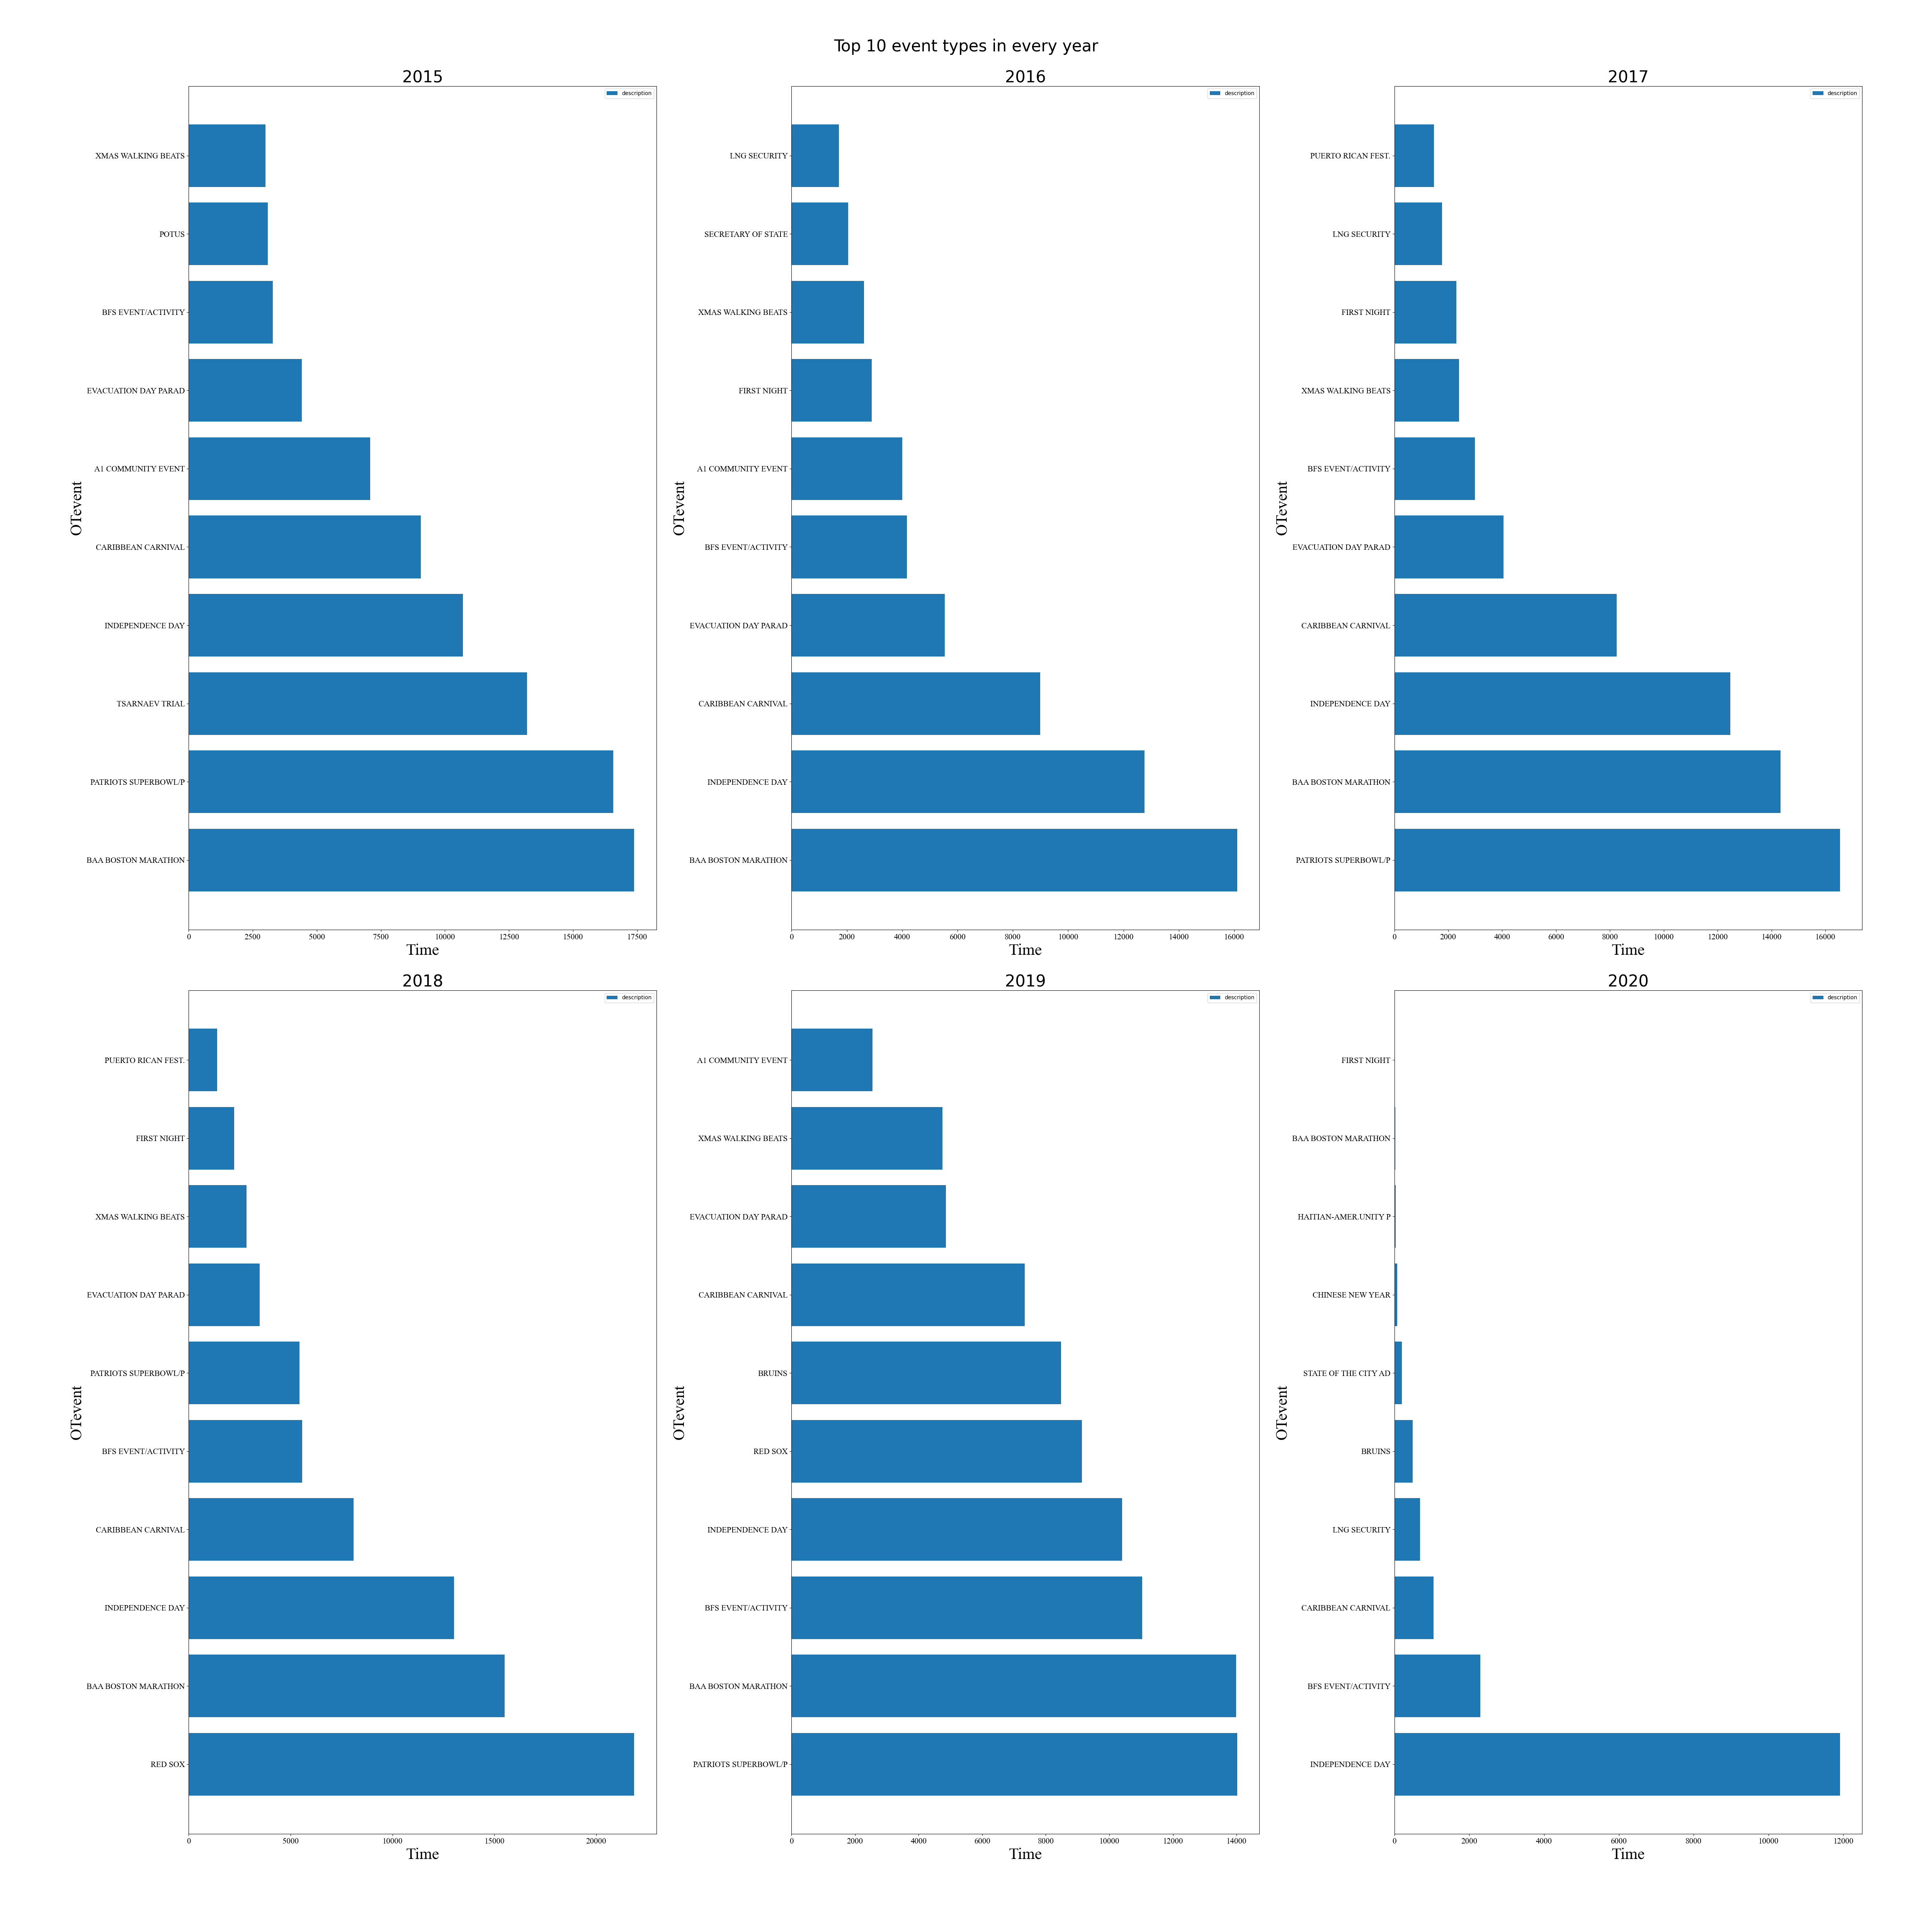 Top 10 event types in every year
2015
description
XMAS WALKING BEATS
POTUS
BFS EVENT/ACTIVITY
EVACUATION DAY PARAD
A1 COMMUNITY EVENT
CARIBBEAN CARNIVAL
INDEPENDENCE DAY
TSARNAEV TRIAL
PATRIOTS SUPERBOWL/P
BAA BOSTON MARATHON
OTevent
0 2500 5000 7500 10000 12500 15000 17500
Time
2016
description
LNG SECURITY
SECRETARY OF STATE
XMAS WALKING BEATS
FIRST NIGHT
A1 COMMUNITY EVENT
BFS EVENT/ACTIVITY
EVACUATION DAY PARAD
CARIBBEAN CARNIVAL
INDEPENDENCE DAY
BAA BOSTON MARATHON
OTevent
0 2000 4000 6000 8000 10000 12000 14000 16000
Time
2017
description
PUERTO RICAN FEST.
LNG SECURITY
FIRST NIGHT
XMAS WALKING BEATS
BFS EVENT/ACTIVITY
EVACUATION DAY PARAD
CARIBBEAN CARNIVAL
INDEPENDENCE DAY
BAA BOSTON MARATHON
PATRIOTS SUPERBOWL/P
OTevent
0 2000 4000 6000 8000 10000 12000 14000 16000
Time
2018
description
PUERTO RICAN FEST.
FIRST NIGHT
XMAS WALKING BEATS
EVACUATION DAY PARAD
PATRIOTS SUPERBOWL/P
BFS EVENT/ACTIVITY
CARIBBEAN CARNIVAL
INDEPENDENCE DAY
BAA BOSTON MARATHON
RED SOX
OTevent
0 5000 10000 15000 20000
Time
2019
description
A1 COMMUNITY EVENT
XMAS WALKING BEATS
EVACUATION DAY PARAD
CARIBBEAN CARNIVAL
BRUINS
RED SOX
INDEPENDENCE DAY
BFS EVENT/ACTIVITY
BAA BOSTON MARATHON
PATRIOTS SUPERBOWL/P
OTevent
0 2000 4000 6000 8000 10000 12000 14000
Time
2020
description
FIRST NIGHT
BAA BOSTON MARATHON
HAITIAN-AMER.UNITY P
CHINESE NEW YEAR
STATE OF THE CITY AD
BRUINS
LNG SECURITY
CARIBBEAN CARNIVAL
BFS EVENT/ACTIVITY
INDEPENDENCE DAY
OTevent
0 2000 4000 6000 8000 10000 12000
Time